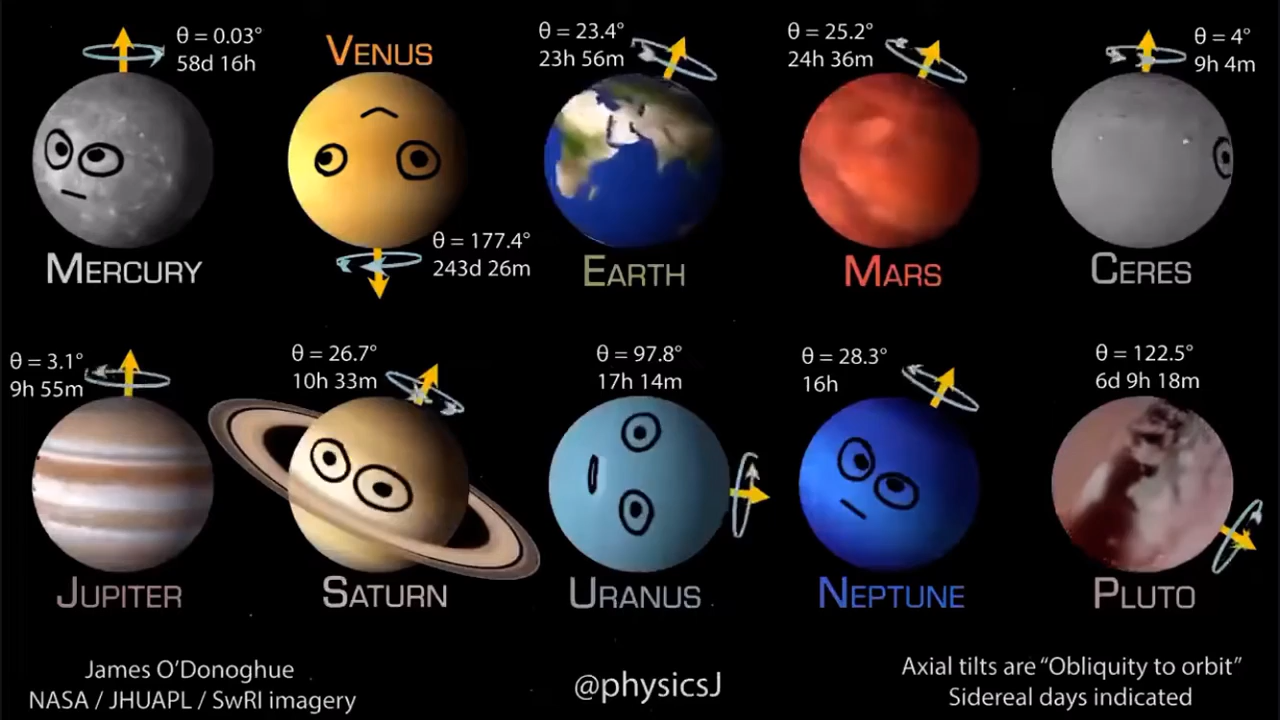 θ = 0.03°
58d 16h
MERCURY
VENUS
θ = 177.4°
243d 26m
θ = 23.4°
23h 56m
EARTH
θ = 25.2°
24h 36m
MARS
θ = 4°
9h 4m
CERES
θ = 3.1°
9h 55m
JUPITER
θ = 26.7°
10h 33m
SATURN
θ = 97.8°
17h 14m
URANUS
θ = 28.3°
16h
NEPTUNE
θ = 122.5°
6d 9h 18m
PLUTO
James O’Donoghue
NASA / JHUAPL / SwRI imagery
@physicsJ
Axial tilts are “Obliquity to orbit”
Sidereal days indicated